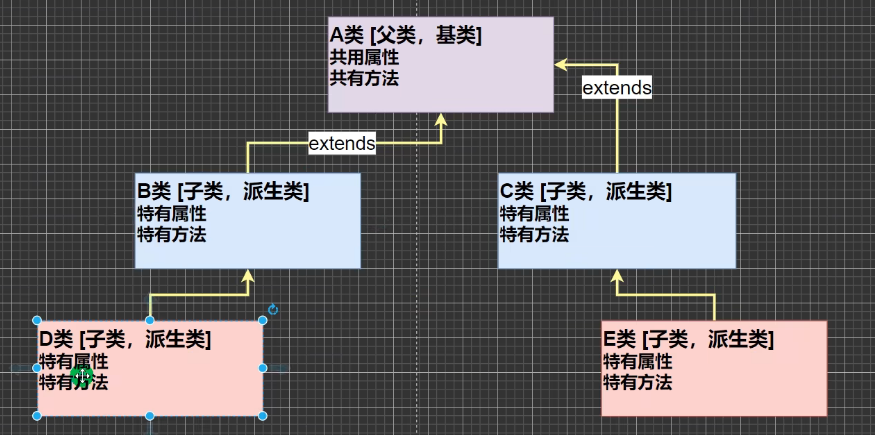 A类 [父类，基类]
共用属性
共有方法
extends
extends
B类 [子类，派生类]
特有属性
特有方法
C类 [子类，派生类]
特有属性
特有方法
D类 [子类，派生类]
特有属性
特有方法
E类 [子类，派生类]
特有属性
特有方法